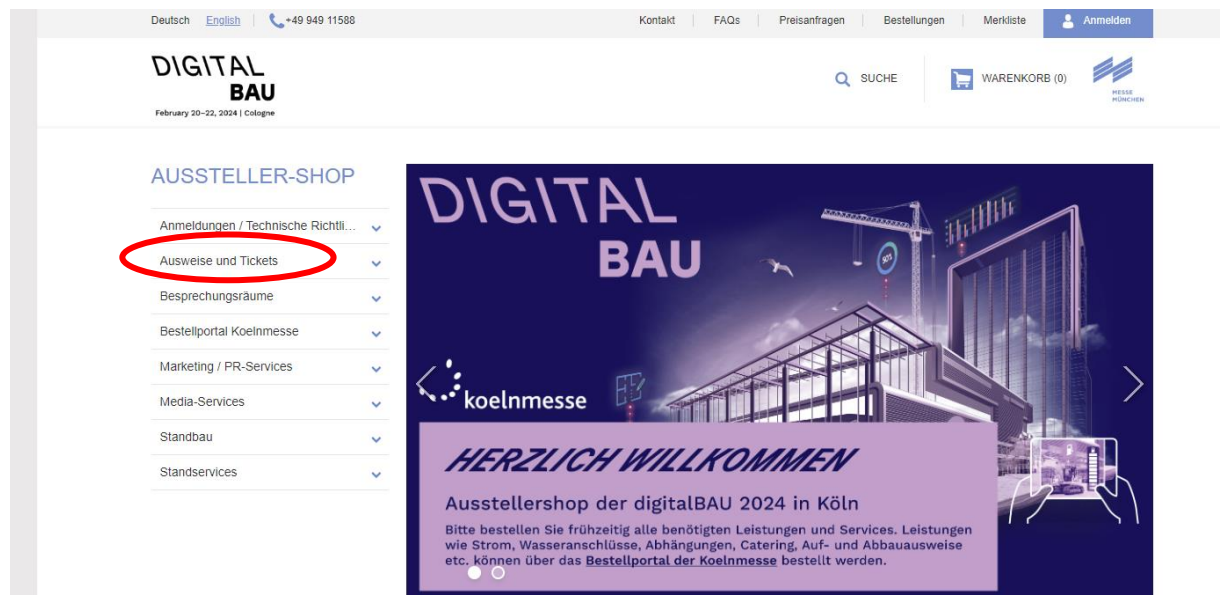 Deutsch English +49 949 11588 Kontakt FAQs Preisanfragen Bestellungen Merkliste Anmelden
DIGITAL
BAU
February 20–22, 2024 | Cologne
SUCHE
WARENKORB (0)
MESSE
MÜNCHEN
AUSSTELLER-SHOP
Anmeldungen / Technische Richtli...
Ausweise und Tickets
Besprechungsräume
Bestellportal Koelnmesse
Marketing / PR-Services
Media-Services
Standbau
Standservices
DIGITAL
BAU
50%
koelnmesse
HERZLICH WILLKOMMEN
Ausstellershop der digitalBAU 2024 in Köln
Bitte bestellen Sie frühzeitig alle benötigten Leistungen und Services. Leistungen
wie Strom, Wasseranschlüsse, Abhängungen, Catering, Auf- und Abbauausweise
etc. können über das Bestellportal der Koelnmesse bestellt werden.